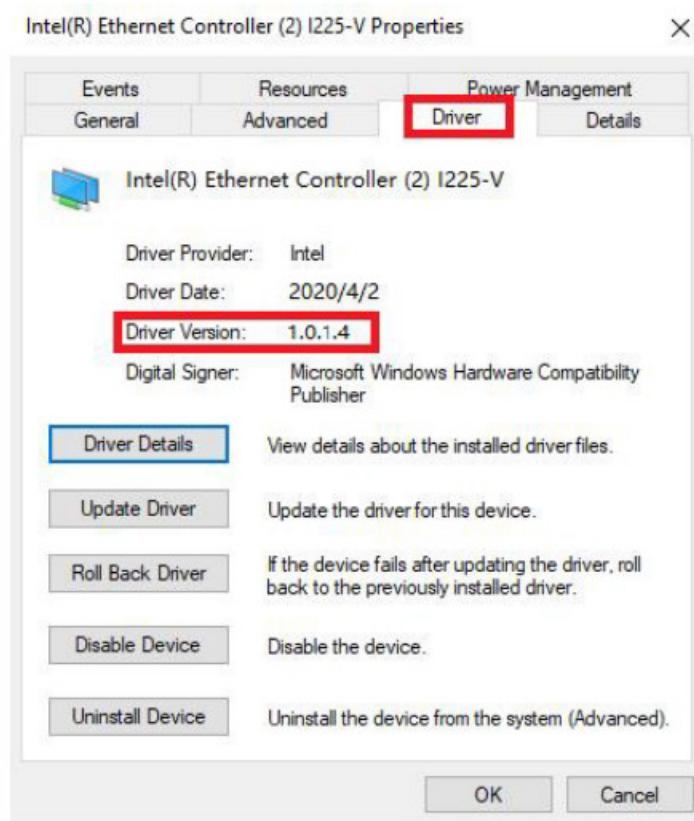 Intel(R) Ethernet Controller (2) I225-V Properties
Events Resources Power Management
General Advanced Driver Details
Intel(R) Ethernet Controller (2) I225-V
Driver Provider: Intel
Driver Date: 2020/4/2
Driver Version: 1.0.1.4
Digital Signer: Microsoft Windows Hardware Compatibility
Publisher
Driver Details View details about the installed driver files.
Update Driver Update the driver for this device.
Roll Back Driver If the device fails after updating the driver, roll
back to the previously installed driver.
Disable Device Disable the device.
Uninstall Device Uninstall the device from the system (Advanced).
OK Cancel